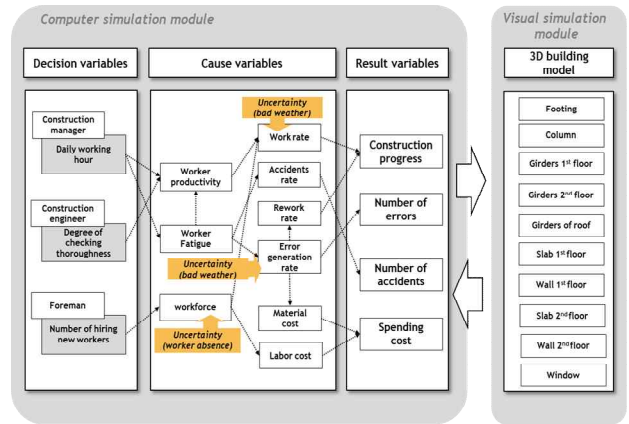 Computer simulation module
Decision variables
Cause variables
Result variables
Construction
manager
Daily working
hour
Construction
engineer
Degree of
checking
thoroughness
Foreman
Number of hiring
new workers
Uncertainty
(bad weather)
Work rate
Worker
productivity
Accidents
rate
Rework
rate
Worker
Fatigue
Error
generation
rate
Uncertainty
(bad weather)
workforce
Uncertainty
(worker absence)
Material
cost
Labor cost
Construction
progress
Number of
errors
Number of
accidents
Spending
cost
Visual simulation
module
3D building
model
Footing
Column
Girders 1st floor
Girders 2nd floor
Girders of roof
Slab 1st floor
Wall 1st floor
Slab 2nd floor
Wall 2nd floor
Window